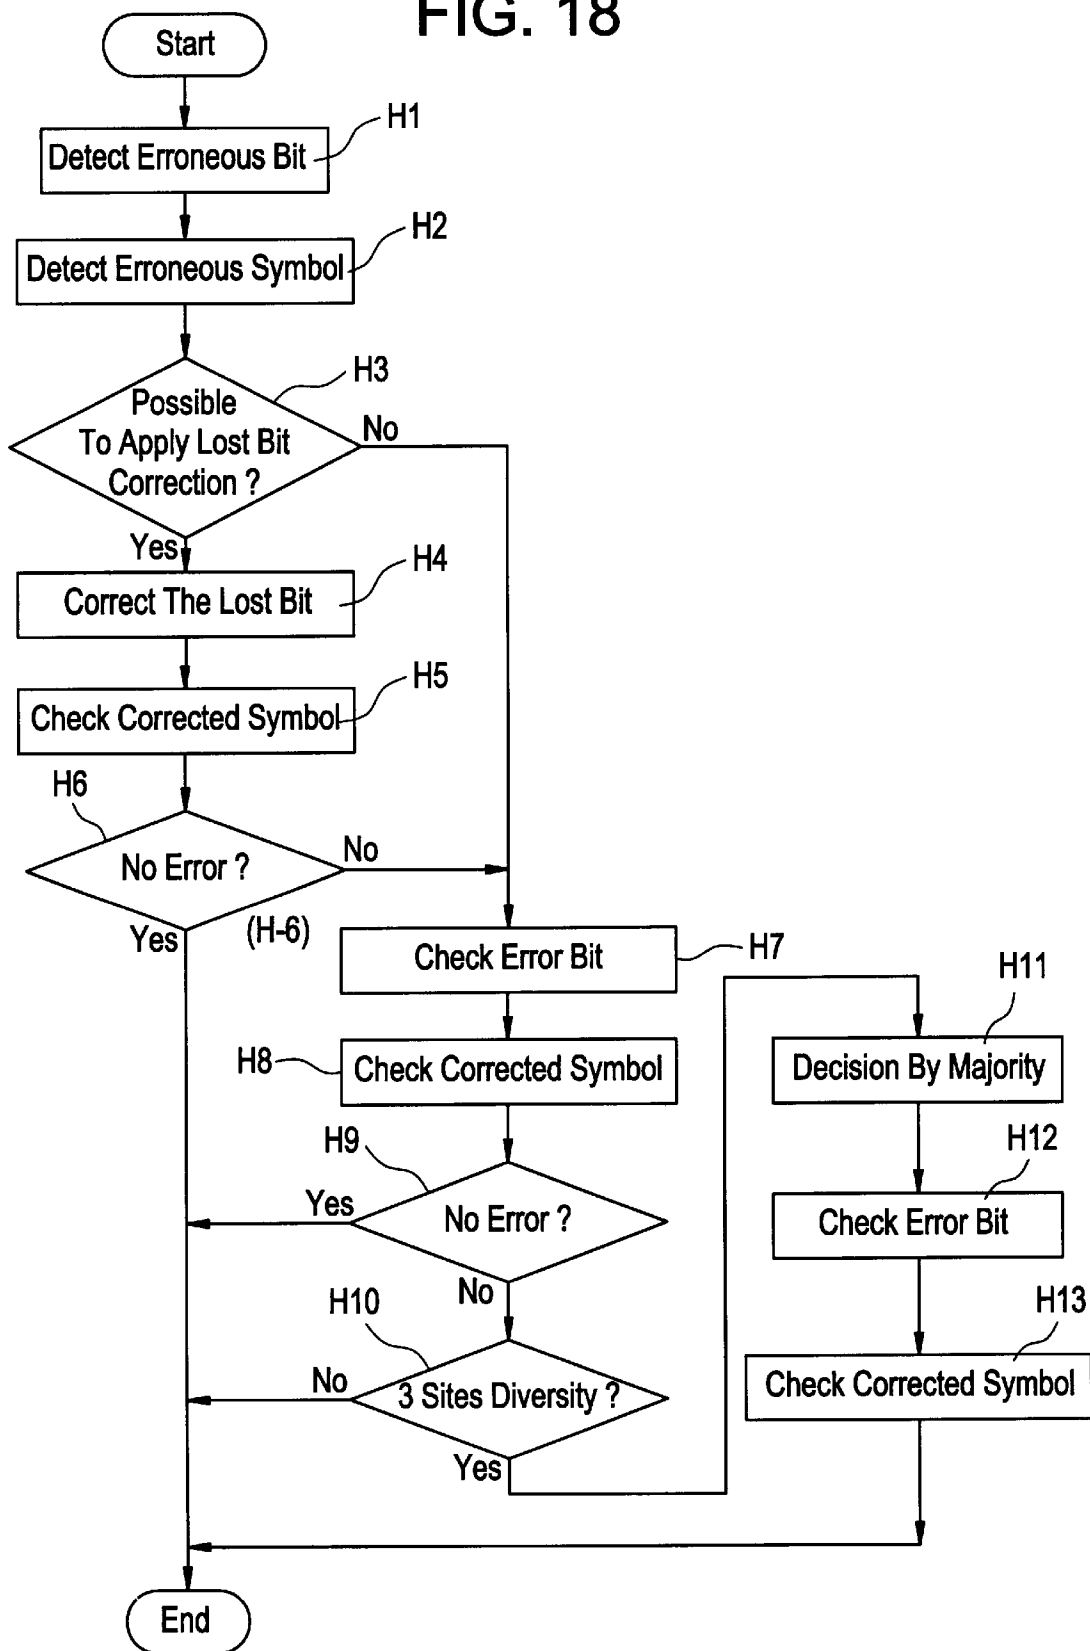 FIG. 18
Start
H1
Detect Erroneous Bit
H2
Detect Erroneous Symbol
H3
Possible
To Apply Lost Bit
Correction ?
No
Yes
H4
Correct The Lost Bit
H5
Check Corrected Symbol
H6
No Error ?
No
(H-6)
Yes
Check Error Bit
H7
H8
Check Corrected Symbol
H9
No Error ?
Yes
No
H10
3 Sites Diversity ?
No
Yes
H11
Decision By Majority
H12
Check Error Bit
H13
Check Corrected Symbol
End